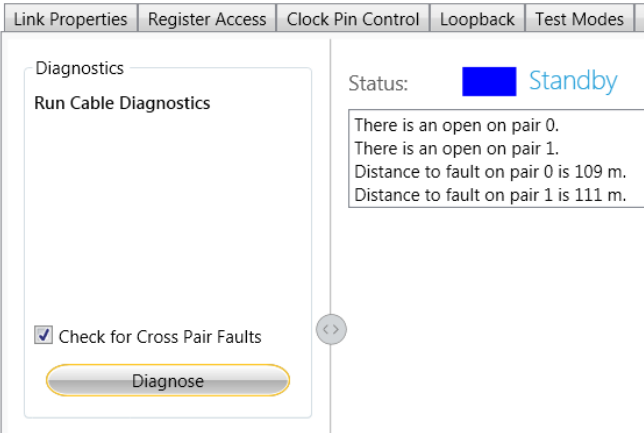 Link Properties Register Access Clock Pin Control Loopback Test Modes
Diagnostics
Run Cable Diagnostics
Check for Cross Pair Faults
Diagnose
Status: Standby
There is an open on pair 0.
There is an open on pair 1.
Distance to fault on pair 0 is 109 m.
Distance to fault on pair 1 is 111 m.